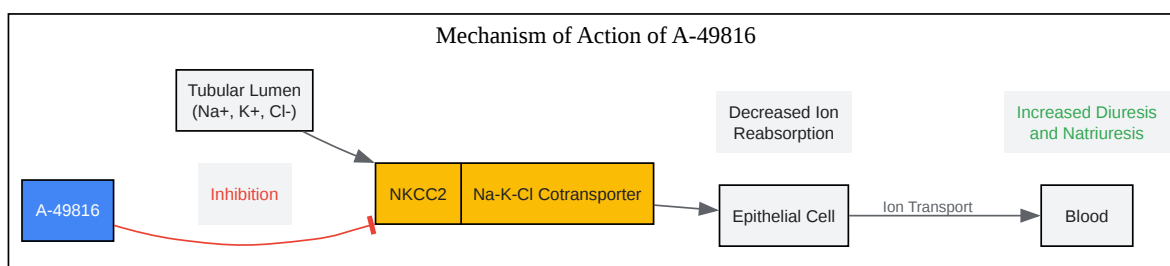 Mechanism of Action of A-49816
Tubular Lumen
(Na+, K+, Cl-)
Decreased Ion
Reabsorption
Increased Diuresis
and Natriuresis
A-49816
Inhibition
NKCC2
Na-K-Cl Cotransporter
Epithelial Cell
Ion Transport
Blood